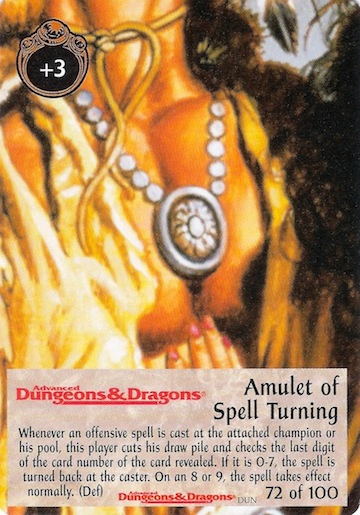 +3
Advanced
Dungeons&Dragons®
Amulet of
Spell Turning
Whenever an offensive spell is cast at the attached champion or
his pool, this player cuts his draw pile and checks the last digit
of the card number of the card revealed. If it is 0-7, the spell is
turned back at the caster. On an 8 or 9, the spell takes effect
normally. (Def)
Advanced
Dungeons&Dragons®
DUN
72 of 100